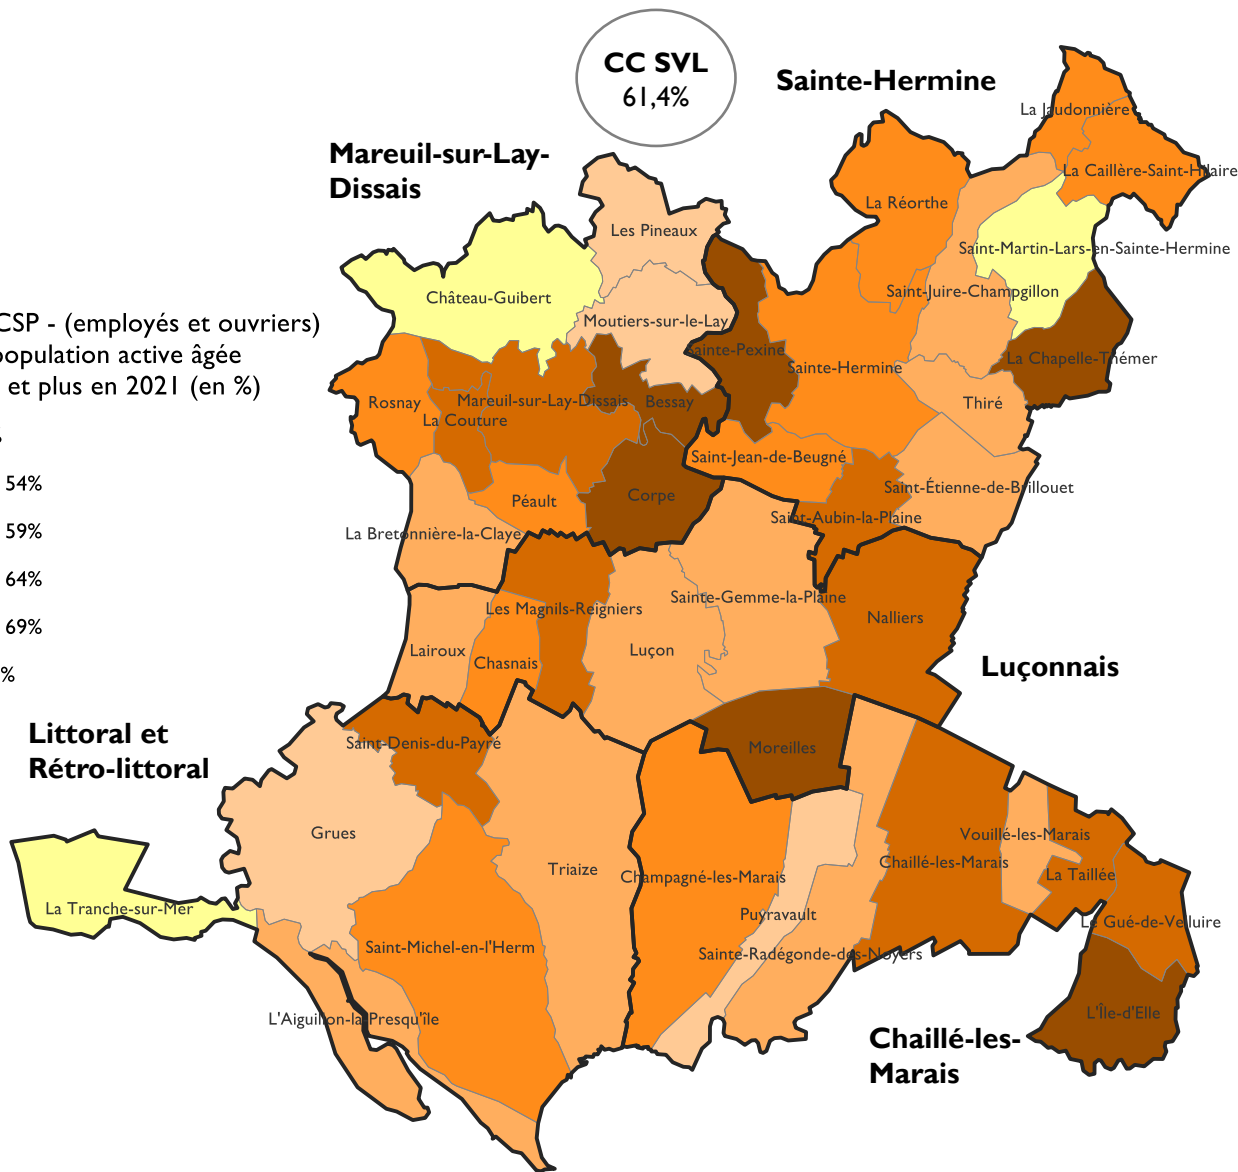 CC SVL
61,4%
Sainte-Hermine
La Jaudonnière
Mareuil-sur-Lay-
Dissais
La Caillère-Saint-Hilaire
La Réorthe
Les Pineaux
Saint-Martin-Lars-en-Sainte-Hermine
Château-Guibert
Saint-Juire-Champgillon
CSP - (employés et ouvriers)
Moutiers-sur-le-Lay
population active âgée
Sainte-Pexine
La Chapelle-Thémer
Sainte-Hermine
et plus en 2021 (en %)
Rosnay
Mareuil-sur-Lay-Dissais
Bessay
Thiré
La Couture
Saint-Jean-de-Beugné
54%
Saint-Étienne-de-Brillouet
Péault
Corpe
Saint-Aubin-la-Plaine
59%
La Bretonnière-la-Claye
64%
Sainte-Gemme-la-Plaine
Les Magnils-Reigniers
Nalliers
69%
Lairoux
Luçon
Chasnais
Luçonnais
%
Littoral et
Rétro-littoral
Saint-Denis-du-Payré
Moreilles
Grues
Vouillé-les-Marais
Chaillé-les-Marais
Triaize
Champagné-les-Marais
La Taillée
La Tranche-sur-Mer
Puyravault
Le Gué-de-Velluire
Saint-Michel-en-l'Herm
Sainte-Radégonde-des-Noyers
L'Aiguillon-la-Presqu'île
L'Île-d'Elle
Chaillé-les-
Marais